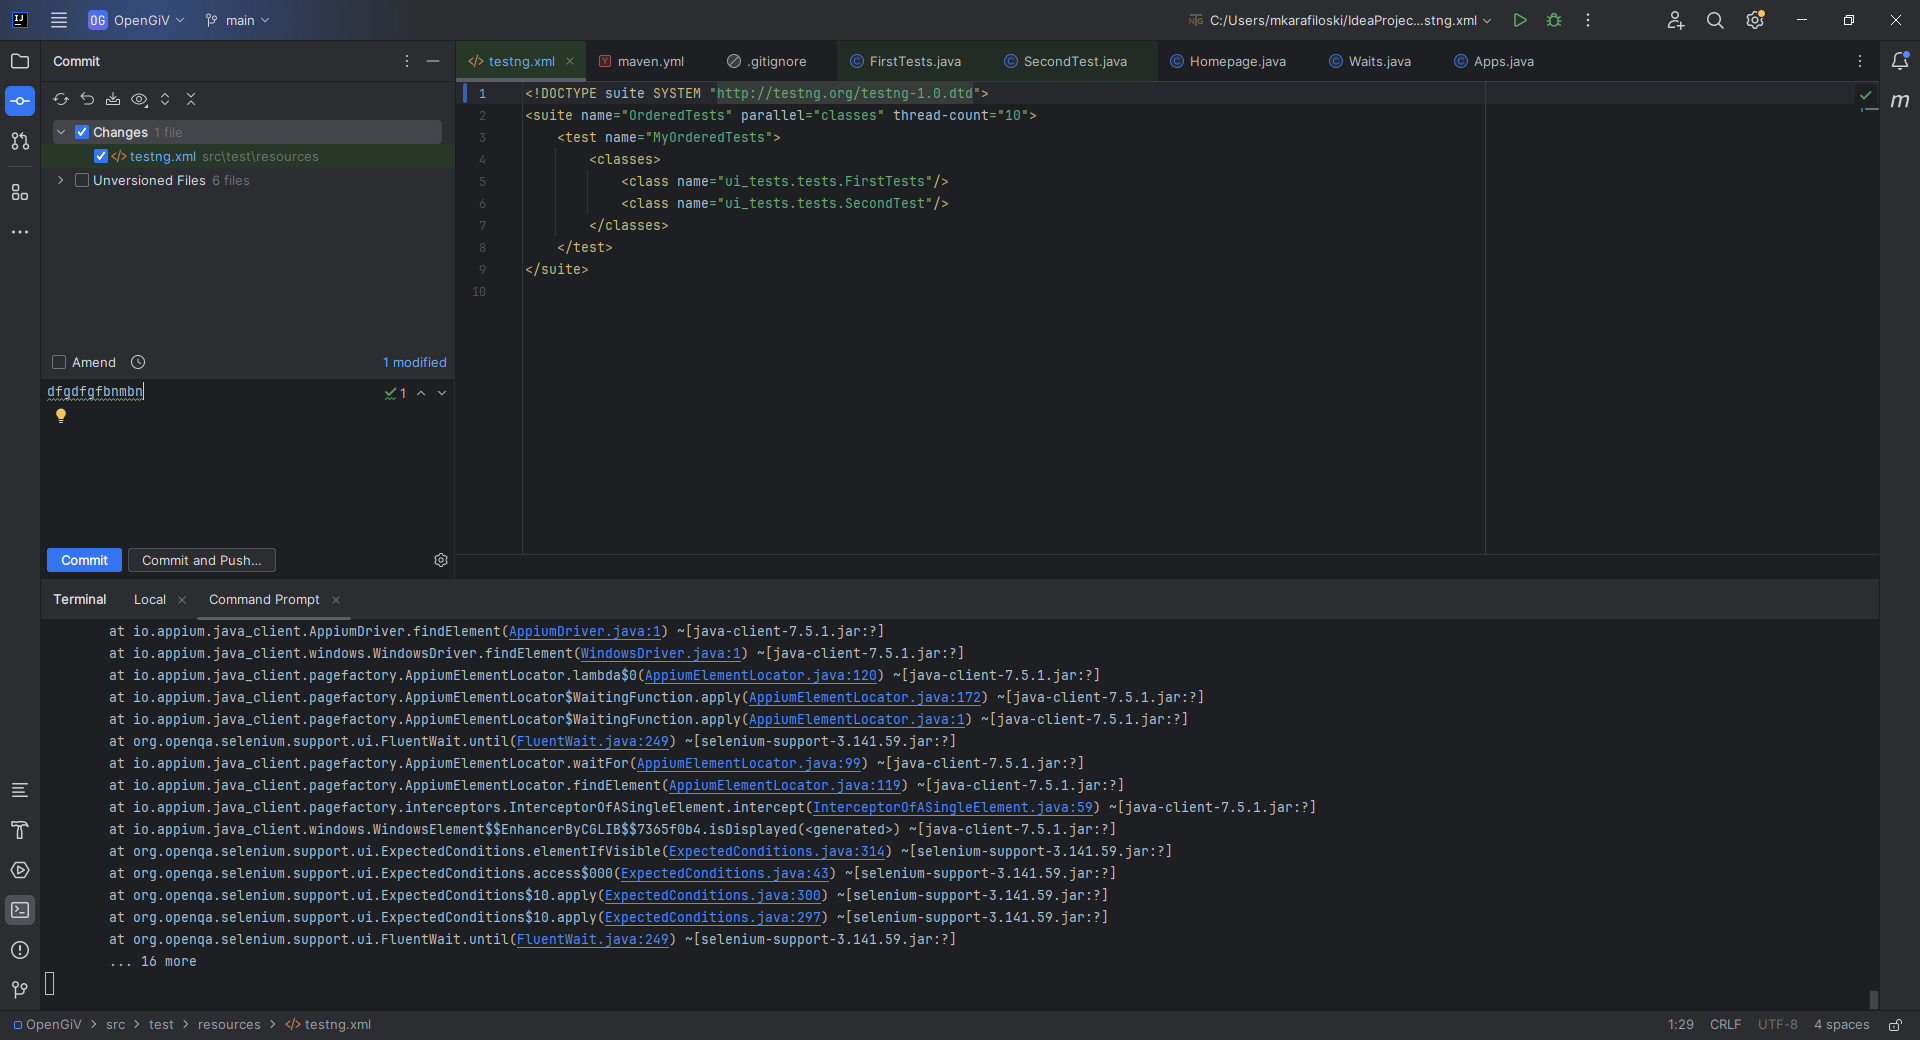 IJ
OG OpenGiV main C:/Users/mkarafiloski/IdeaProjec...stng.xml
Commit
testng.xml maven.yml .gitignore FirstTests.java SecondTest.java Homepage.java Waits.java Apps.java
Changes 1 file
testng.xml src\test\resources
Unversioned Files 6 files
1 <!DOCTYPE suite SYSTEM "http://testng.org/testng-1.0.dtd">
2 <suite name="OrderedTests" parallel="classes" thread-count="10">
3 <test name="MyOrderedTests">
4 <classes>
5 <class name="ui_tests.tests.FirstTests"/>
6 <class name="ui_tests.tests.SecondTest"/>
7 </classes>
8 </test>
9 </suite>
10
Amend 1 modified
dfgdfgfbnmbn 1
Commit Commit and Push...
Terminal Local Command Prompt
at io.appium.java_client.AppiumDriver.findElement(AppiumDriver.java:1) ~[java-client-7.5.1.jar:?]
at io.appium.java_client.windows.WindowsDriver.findElement(WindowsDriver.java:1) ~[java-client-7.5.1.jar:?]
at io.appium.java_client.pagefactory.AppiumElementLocator.lambda$0(AppiumElementLocator.java:120) ~[java-client-7.5.1.jar:?]
at io.appium.java_client.pagefactory.AppiumElementLocator$WaitingFunction.apply(AppiumElementLocator.java:172) ~[java-client-7.5.1.jar:?]
at io.appium.java_client.pagefactory.AppiumElementLocator$WaitingFunction.apply(AppiumElementLocator.java:1) ~[java-client-7.5.1.jar:?]
at org.openqa.selenium.support.ui.FluentWait.until(FluentWait.java:249) ~[selenium-support-3.141.59.jar:?]
at io.appium.java_client.pagefactory.AppiumElementLocator.waitFor(AppiumElementLocator.java:99) ~[java-client-7.5.1.jar:?]
at io.appium.java_client.pagefactory.AppiumElementLocator.findElement(AppiumElementLocator.java:119) ~[java-client-7.5.1.jar:?]
at io.appium.java_client.pagefactory.interceptors.InterceptorOfASingleElement.intercept(InterceptorOfASingleElement.java:59) ~[java-client-7.5.1.jar:?]
at io.appium.java_client.windows.WindowsElement$$EnhancerByCGLIB$$7365f0b4.isDisplayed(<generated>) ~[java-client-7.5.1.jar:?]
at org.openqa.selenium.support.ui.ExpectedConditions.elementIfVisible(ExpectedConditions.java:314) ~[selenium-support-3.141.59.jar:?]
at org.openqa.selenium.support.ui.ExpectedConditions.access$000(ExpectedConditions.java:43) ~[selenium-support-3.141.59.jar:?]
at org.openqa.selenium.support.ui.ExpectedConditions$10.apply(ExpectedConditions.java:300) ~[selenium-support-3.141.59.jar:?]
at org.openqa.selenium.support.ui.ExpectedConditions$10.apply(ExpectedConditions.java:297) ~[selenium-support-3.141.59.jar:?]
at org.openqa.selenium.support.ui.FluentWait.until(FluentWait.java:249) ~[selenium-support-3.141.59.jar:?]
... 16 more
OpenGiV > src > test > resources > testng.xml 1:29 CRLF UTF-8 4 spaces